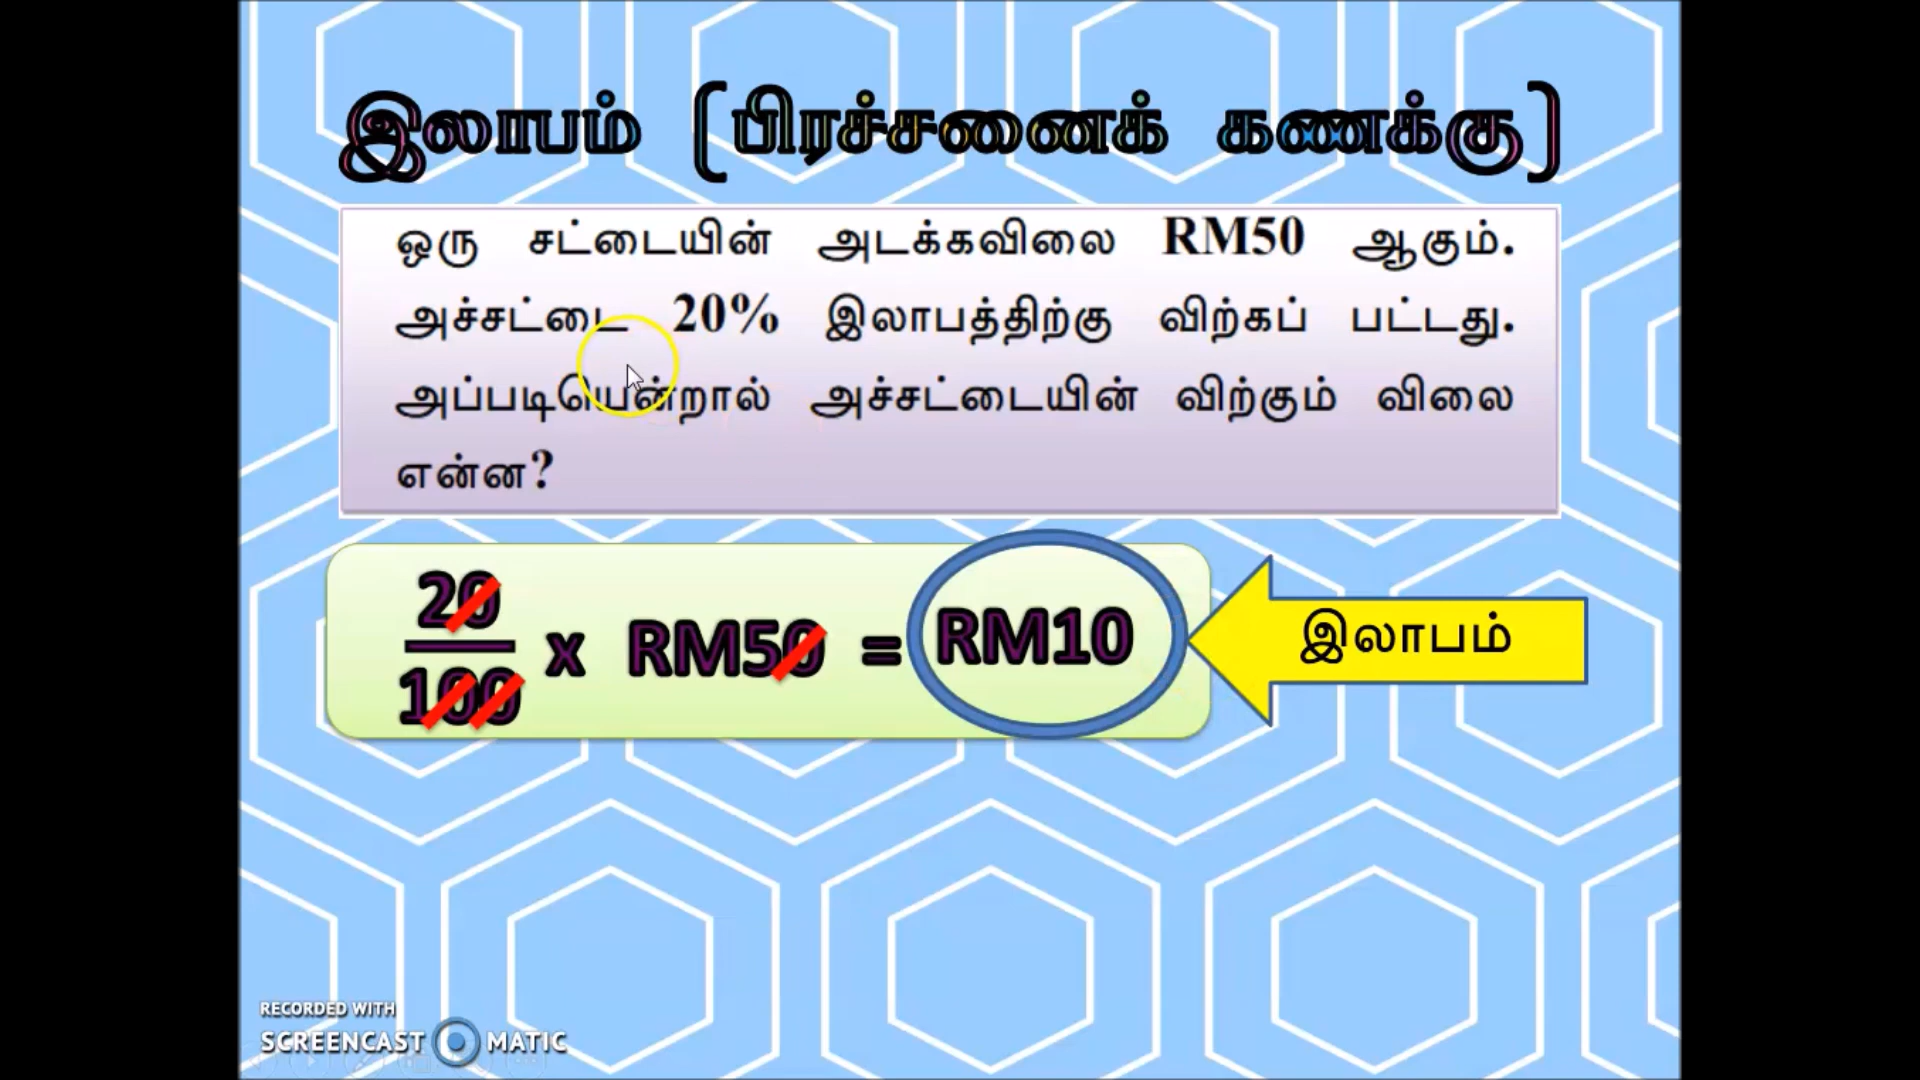 இலாபம் (பிரச்சனைக் கணக்கு)
ஒரு சட்டையின் அடக்கவிலை RM50 ஆகும்.
அச்சட்டை 20% இலாபத்திற்கு விற்கப் பட்டது.
அப்படியென்றால் அச்சட்டையின் விற்கும் விலை
என்ன?
20
100
x RM50 = RM10
இலாபம்
RECORDED WITH
SCREENCAST MATIC